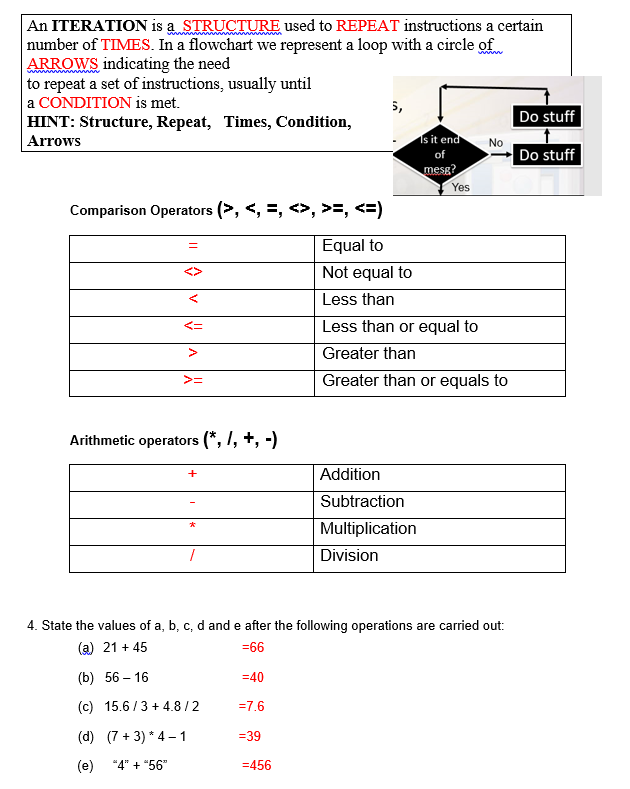 An ITERATION is a STRUCTURE used to REPEAT instructions a certain
number of TIMES. In a flowchart we represent a loop with a circle of
ARROWS indicating the need
to repeat a set of instructions, usually until
a CONDITION is met.
HINT: Structure, Repeat, Times, Condition,
Arrows
s,
Do stuff
Is it end
of
mesg?
No
Do stuff
Yes
Comparison Operators (>, <, =, <>, >=, <=)
= Equal to
<> Not equal to
< Less than
<= Less than or equal to
> Greater than
>= Greater than or equals to
Arithmetic operators (*, /, +, -)
+ Addition
- Subtraction
* Multiplication
/ Division
4. State the values of a, b, c, d and e after the following operations are carried out:
(a) 21 + 45 =66
(b) 56 – 16 =40
(c) 15.6 / 3 + 4.8 / 2 =7.6
(d) (7 + 3) * 4 – 1 =39
(e) “4” + “56” =456